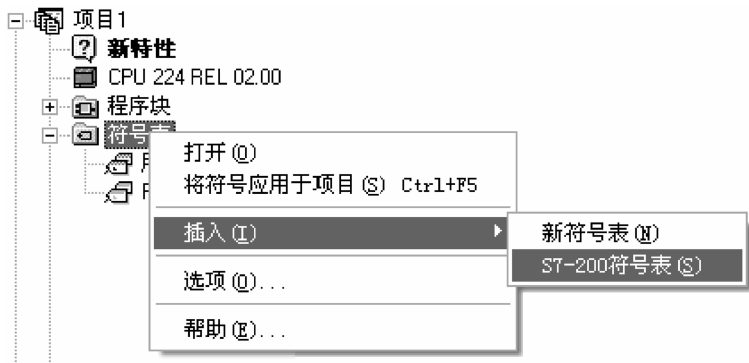 项目1
新特性
CPU 224 REL 02.00
程序块
符号表
打开(O)
将符号应用于项目(S) Ctrl+F5
插入(I)
新符号表(N)
S7-200符号表(S)
选项(O)...
帮助(E)...